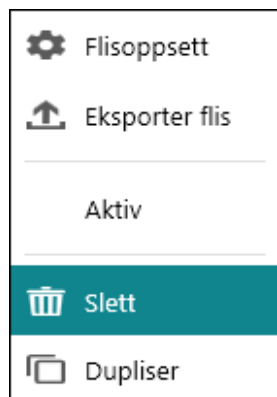 Flisoppsett
Eksporter flis
Aktiv
Slett
Dupliser